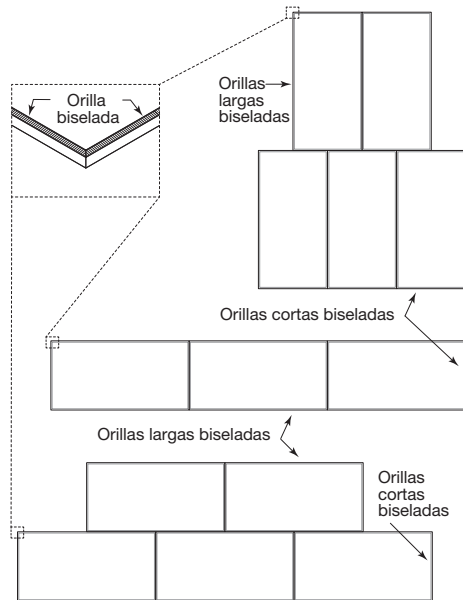 Orilla
biselada
Orillas
largas
biseladas
Orillas cortas biseladas
Orillas largas biseladas
Orillas
cortas
biseladas